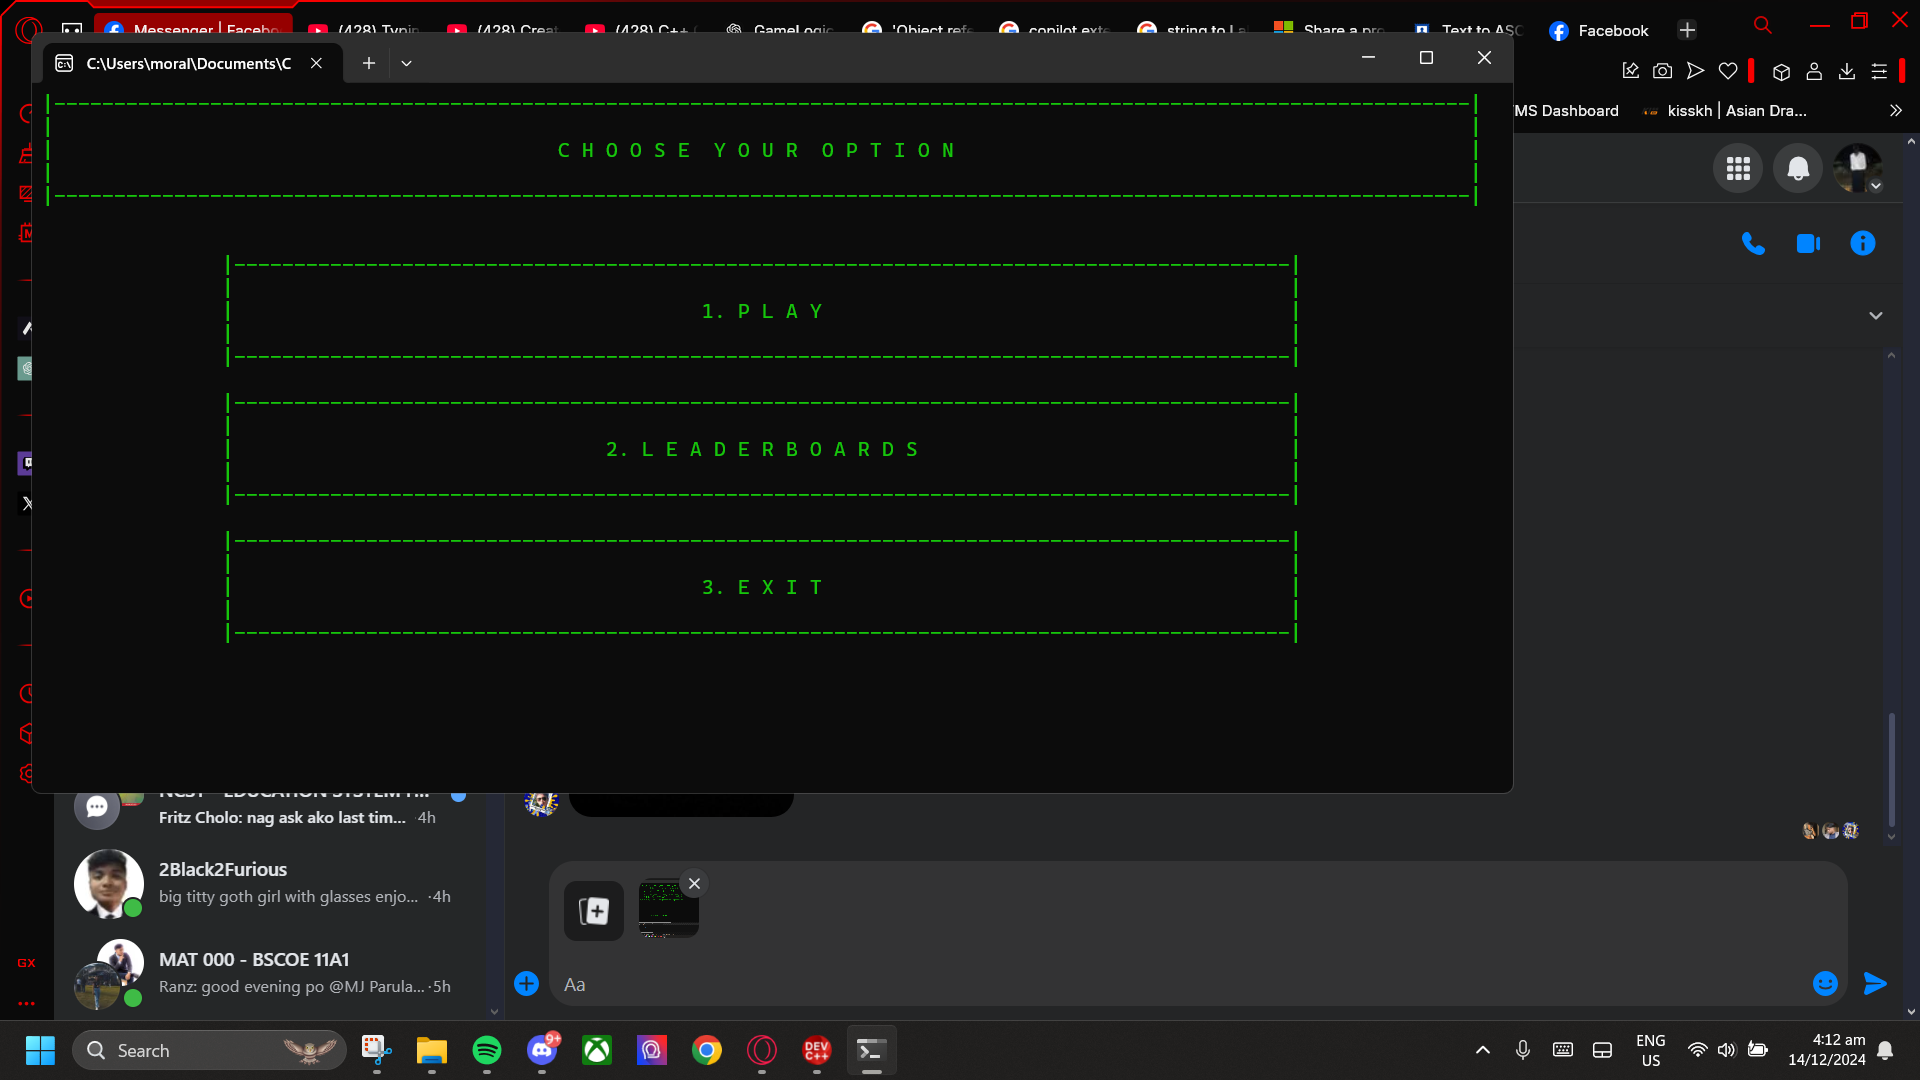 Messenger | Facebo
(428) Typin
(428) Creat
(428) C++
GameLogic
'Object refe
copilot exte
string to La
Share a pro
Text to ASC
Facebook
C:\Users\moral\Documents\C
MS Dashboard
kisskh | Asian Dra...
C H O O S E  Y O U R  O P T I O N
1. P L A Y
2. L E A D E R B O A R D S
3. E X I T
Fritz Cholo: nag ask ako last tim... · 4h
2Black2Furious
big titty goth girl with glasses enjo... · 4h
MAT 000 - BSCOE 11A1
Ranz: good evening po @MJ Parula... · 5h
Aa
GX
Search
9+
DEV
C++
ENG
US
4:12 am
14/12/2024